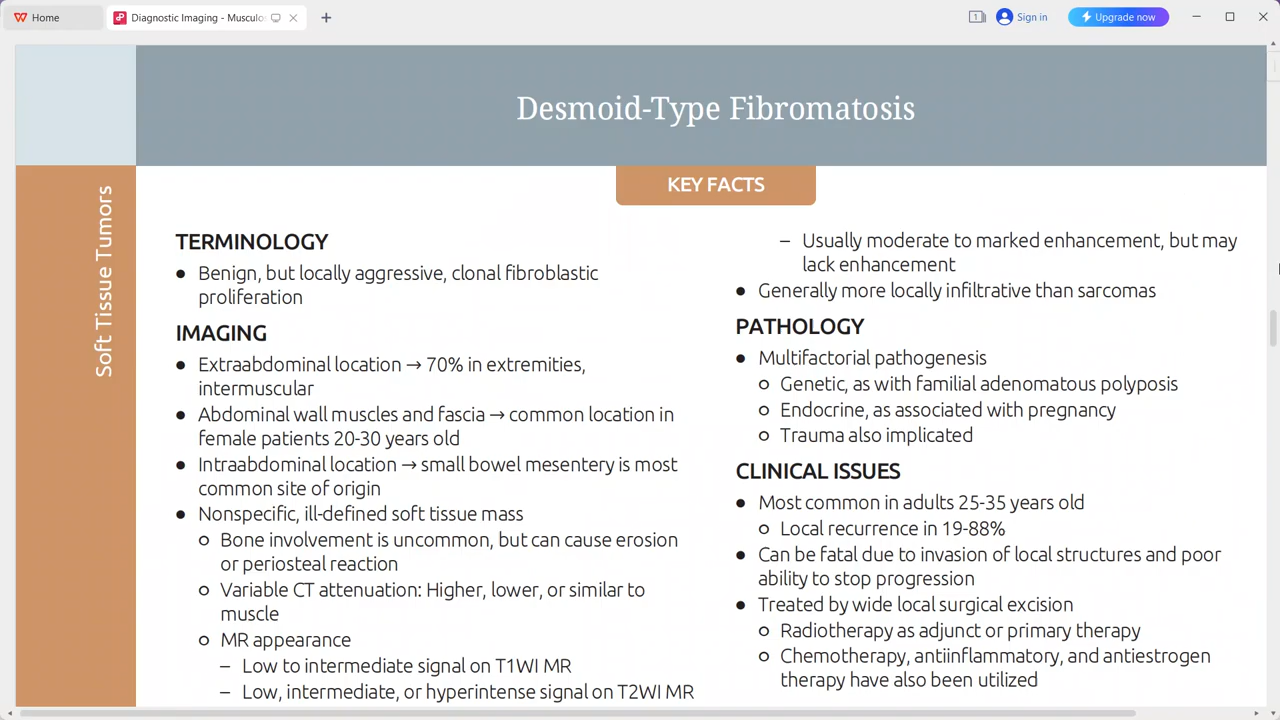 Home
Diagnostic Imaging - Musculos
1
Sign in
Upgrade now
Desmoid-Type Fibromatosis
Soft Tissue Tumors
KEY FACTS
TERMINOLOGY
● Benign, but locally aggressive, clonal fibroblastic
proliferation
IMAGING
● Extraabdominal location → 70% in extremities,
intermuscular
● Abdominal wall muscles and fascia → common location in
female patients 20-30 years old
● Intraabdominal location → small bowel mesentery is most
common site of origin
● Nonspecific, ill-defined soft tissue mass
○ Bone involvement is uncommon, but can cause erosion
or periosteal reaction
○ Variable CT attenuation: Higher, lower, or similar to
muscle
○ MR appearance
– Low to intermediate signal on T1WI MR
– Low, intermediate, or hyperintense signal on T2WI MR
– Usually moderate to marked enhancement, but may
lack enhancement
● Generally more locally infiltrative than sarcomas
PATHOLOGY
● Multifactorial pathogenesis
○ Genetic, as with familial adenomatous polyposis
○ Endocrine, as associated with pregnancy
○ Trauma also implicated
CLINICAL ISSUES
● Most common in adults 25-35 years old
○ Local recurrence in 19-88%
● Can be fatal due to invasion of local structures and poor
ability to stop progression
● Treated by wide local surgical excision
○ Radiotherapy as adjunct or primary therapy
○ Chemotherapy, antiinflammatory, and antiestrogen
therapy have also been utilized